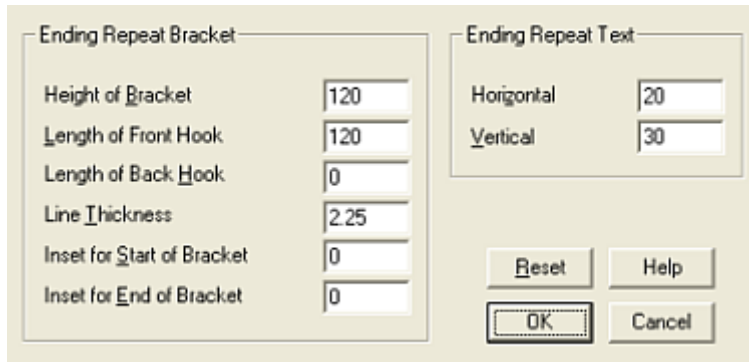 Ending Repeat Bracket
Height of Bracket 120
Length of Front Hook 120
Length of Back Hook 0
Line Thickness 2.25
Inset for Start of Bracket 0
Inset for End of Bracket 0
Ending Repeat Text
Horizontal 20
Vertical 30
Reset Help
OK Cancel